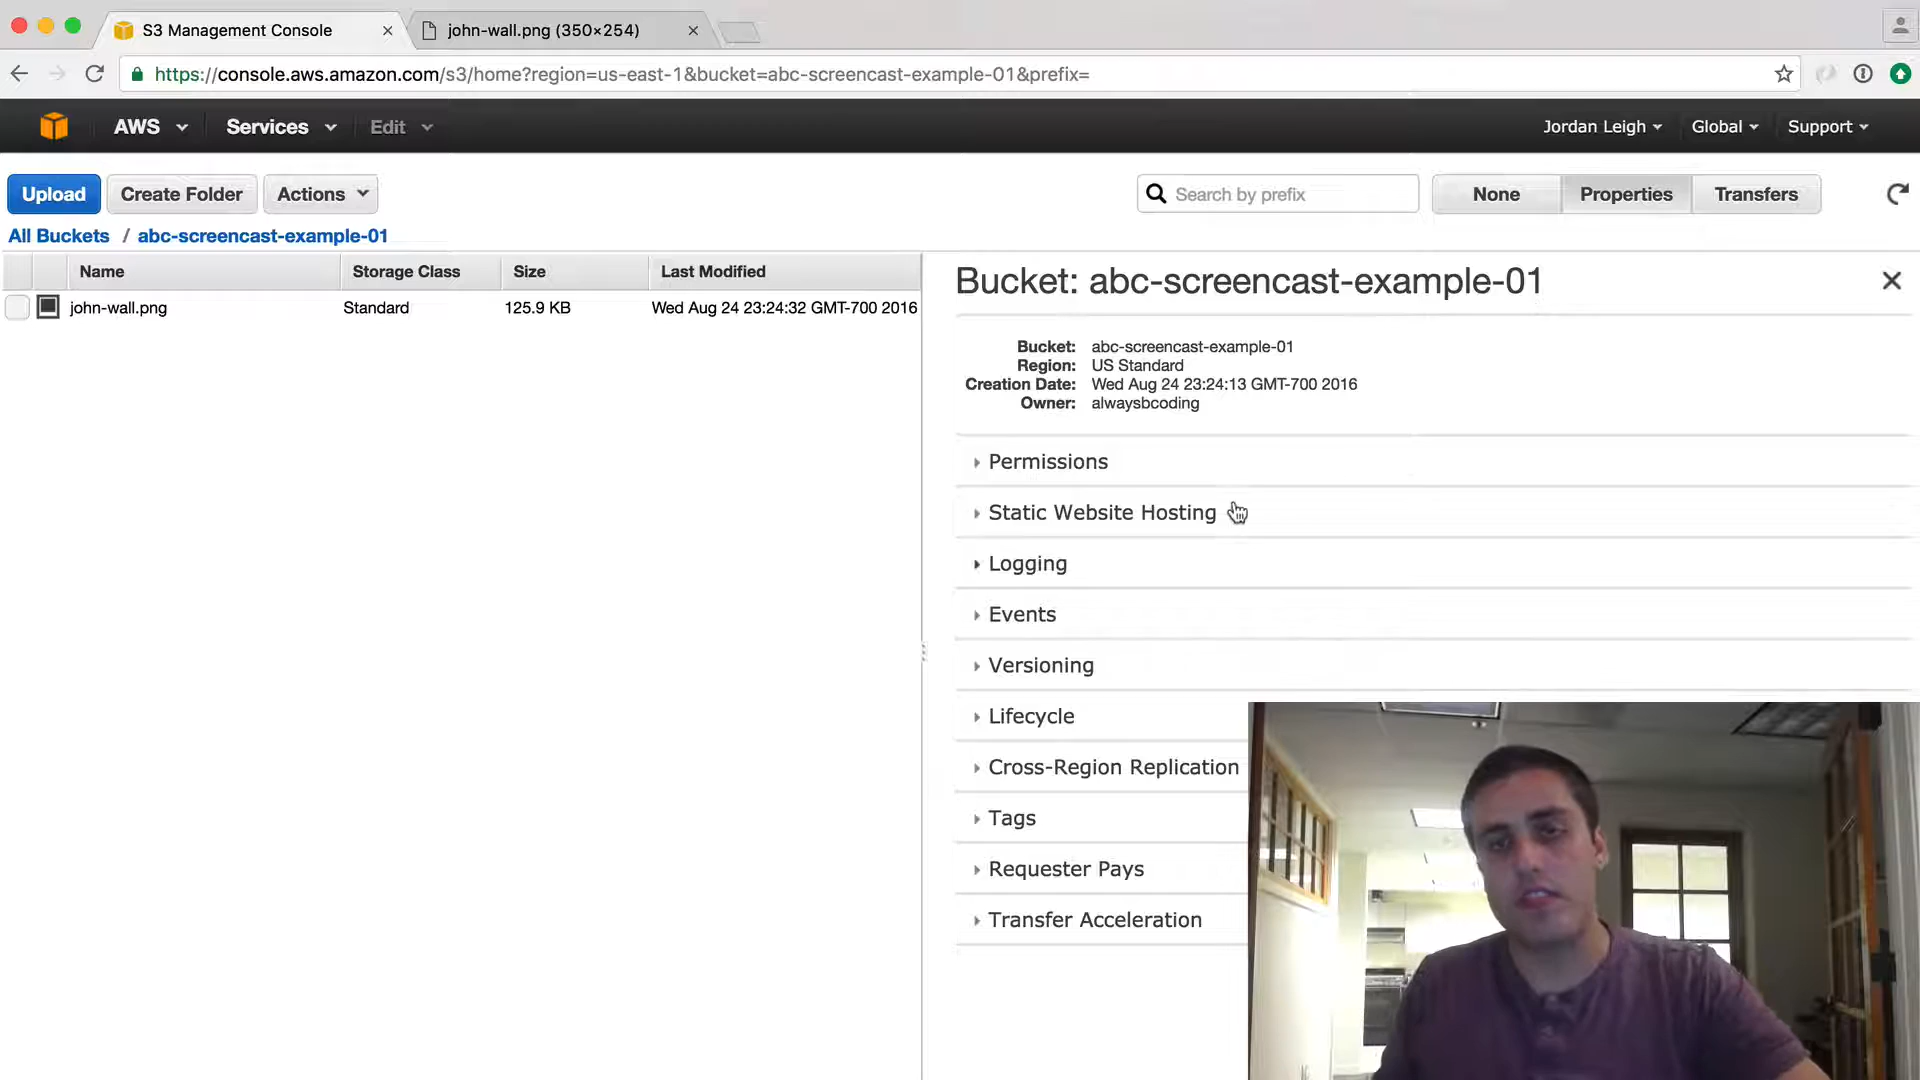 S3 Management Console
john-wall.png (350×254)
https://console.aws.amazon.com/s3/home?region=us-east-1&bucket=abc-screencast-example-01&prefix=
AWS Services Edit Jordan Leigh Global Support
Upload Create Folder Actions Search by prefix None Properties Transfers
All Buckets / abc-screencast-example-01
Name Storage Class Size Last Modified
john-wall.png Standard 125.9 KB Wed Aug 24 23:24:32 GMT-700 2016
Bucket: abc-screencast-example-01
Bucket: abc-screencast-example-01
Region: US Standard
Creation Date: Wed Aug 24 23:24:13 GMT-700 2016
Owner: alwaysbcoding
Permissions
Static Website Hosting
Logging
Events
Versioning
Lifecycle
Cross-Region Replication
Tags
Requester Pays
Transfer Acceleration